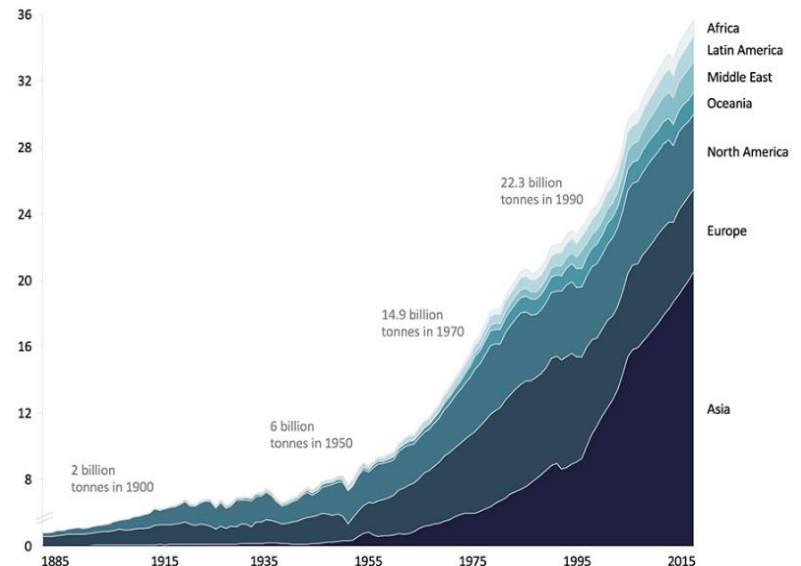 36
32
28
24
20
16
12
8
0
22.3 billion
tonnes in 1990
14.9 billion
tonnes in 1970
6 billion
tonnes in 1950
2 billion
tonnes in 1900
Africa
Latin America
Middle East
Oceania
North America
Europe
Asia
1885 1915 1935 1955 1975 1995 2015